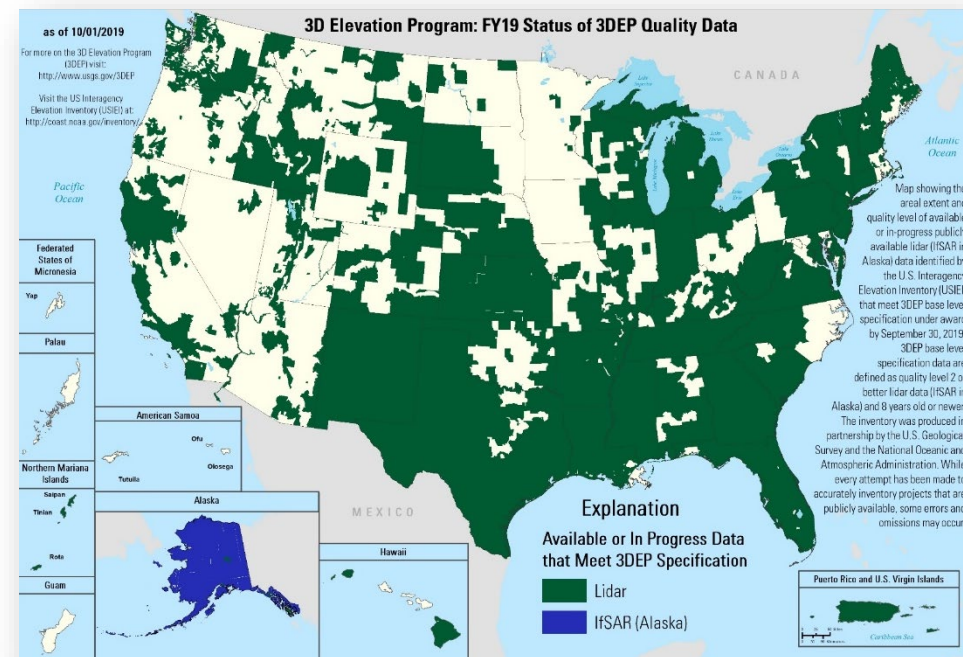 3D Elevation Program: FY19 Status of 3DEP Quality Data
as of 10/01/2019
For more on the 3D Elevation Program
(3DEP) visit:
http://www.usgs.gov/3DEP
Visit the US Interagency
Elevation Inventory (USIEI) at:
http://coast.noaa.gov/inventory/
CANADA
Lake Superior
Lake Michigan
Lake Ontario
Atlantic
Ocean
Pacific
Ocean
Map showing the
areal extent and
quality level of available
or in-progress publicly
available lidar (IfSAR in
Alaska) data identified by
the U.S. Interagency
Elevation Inventory (USIEI)
that meet 3DEP base level
specification under award
by September 30, 2019.
3DEP base level
specification data are
defined as quality level 2 or
better lidar data (IfSAR in
Alaska) and 8 years old or newer.
The inventory was produced in
partnership by the U.S. Geological
Survey and the National Oceanic and
Atmospheric Administration. While
every attempt has been made to
accurately inventory projects that are
publicly available, some errors and
omissions may occur
Federated
States of
Micronesia
Yap
Palau
American Samoa
Ofu
Olosega
Tutuila
Northern Mariana
Islands
Saipan
Tinian
Rota
Guam
Alaska
MEXICO
Hawaii
Explanation
Available or In Progress Data
that Meet 3DEP Specification
Lidar
IfSAR (Alaska)
Puerto Rico and U.S. Virgin Islands
Caribbean Sea